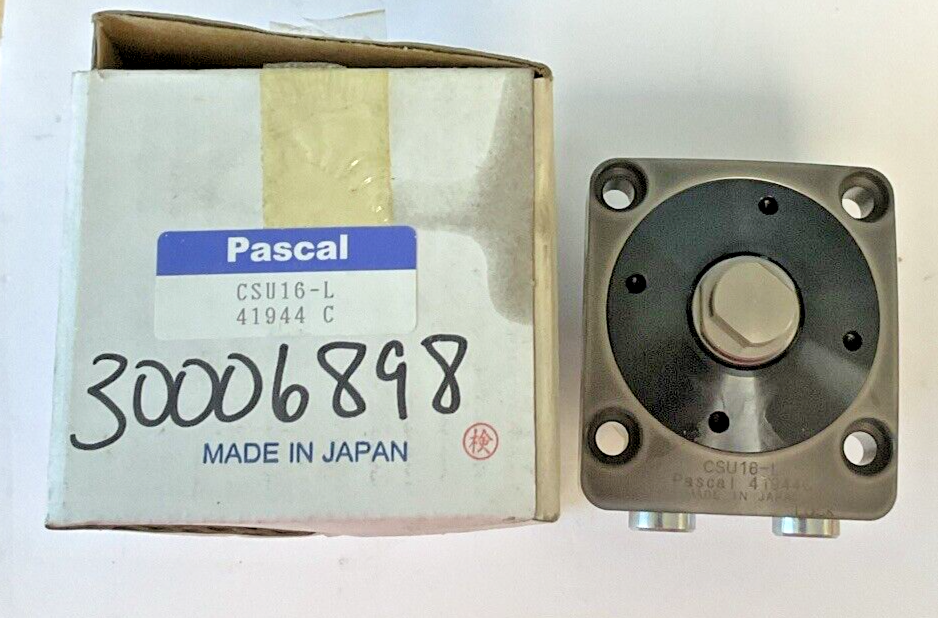 Pascal
CSU16-L
41944 C
30006898
MADE IN JAPAN
検
CSU16-L
Pascal 41944C
MADE IN JAPAN